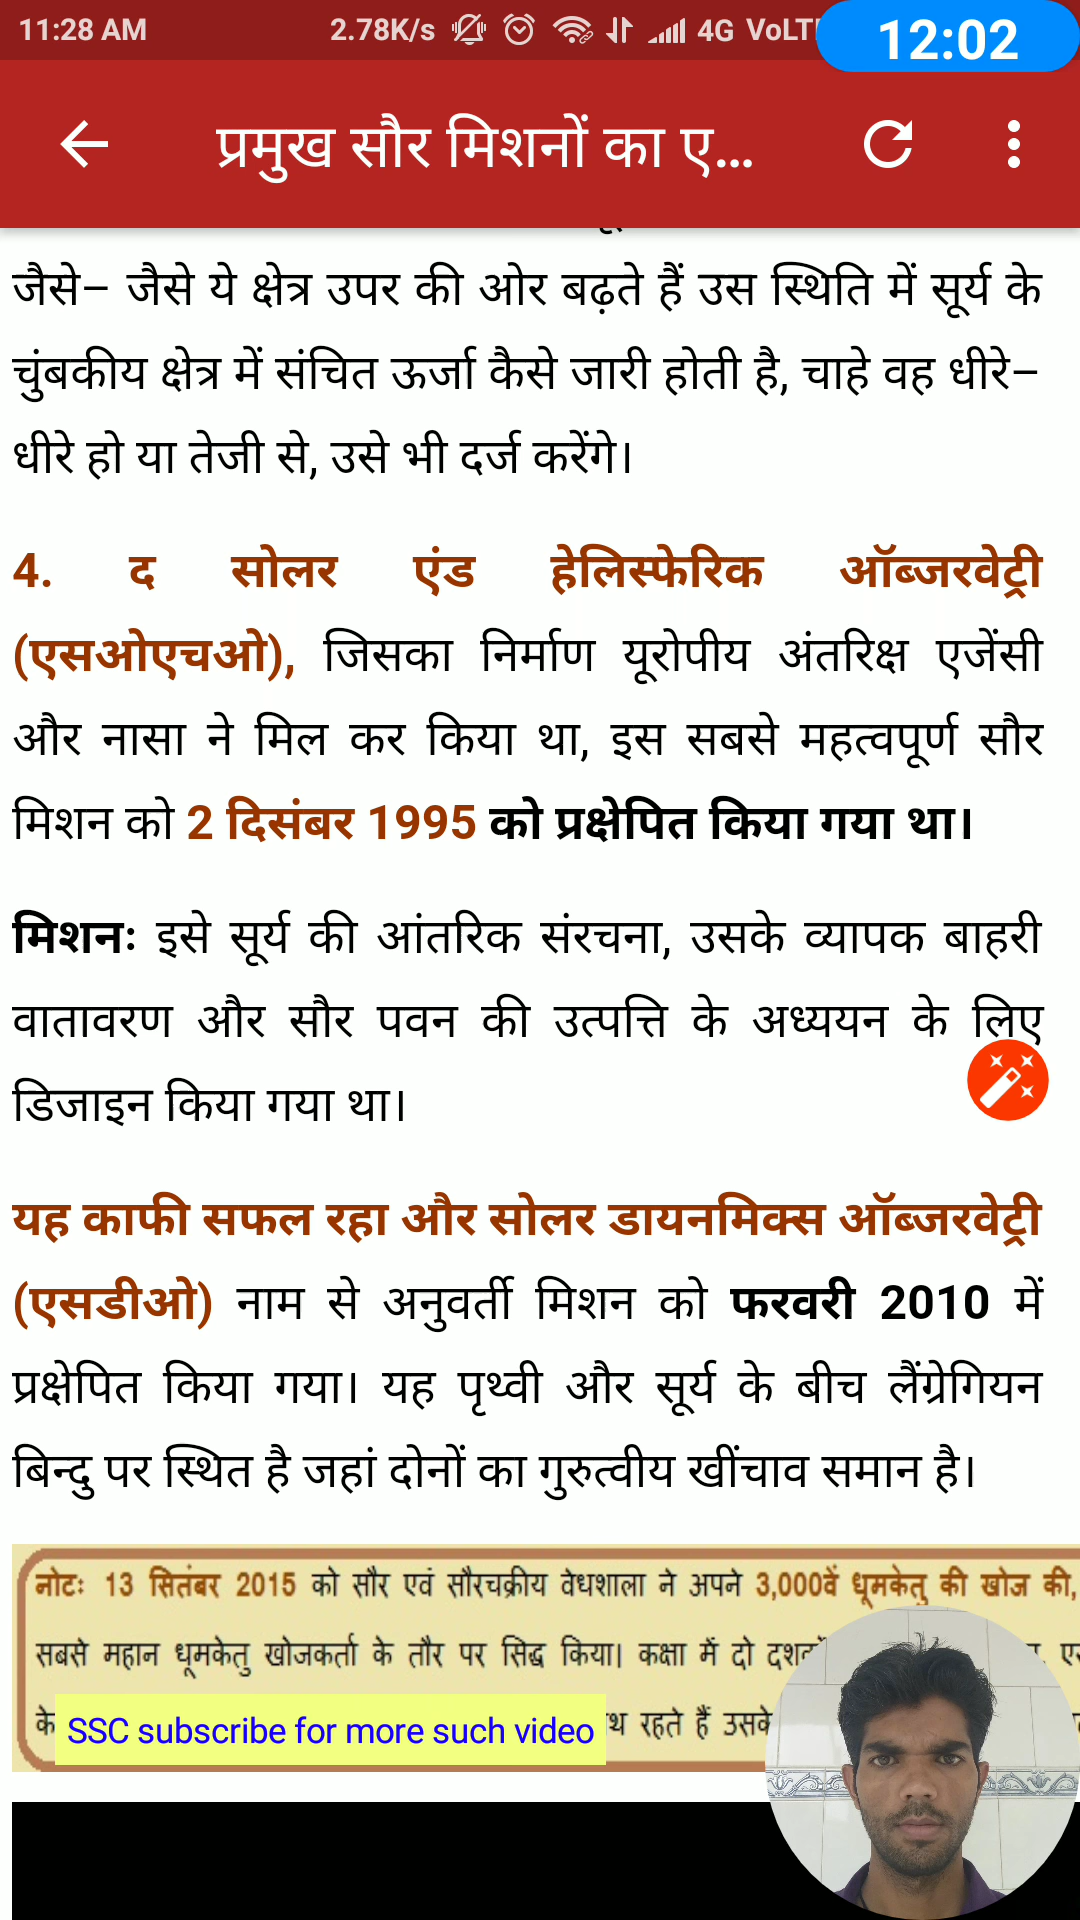 11:28 AM 2.78K/s 4G VoLT 12:02
प्रमुख सौर मिशनों का ए...
जैसे– जैसे ये क्षेत्र उपर की ओर बढ़ते हैं उस स्थिति में सूर्य के
चुंबकीय क्षेत्र में संचित ऊर्जा कैसे जारी होती है, चाहे वह धीरे–
धीरे हो या तेजी से, उसे भी दर्ज करेंगे।
4. द सोलर एंड हेलिस्फेरिक ऑब्जरवेट्री
(एसओएचओ), जिसका निर्माण यूरोपीय अंतरिक्ष एजेंसी
और नासा ने मिल कर किया था, इस सबसे महत्वपूर्ण सौर
मिशन को 2 दिसंबर 1995 को प्रक्षेपित किया गया था।
मिशनः इसे सूर्य की आंतरिक संरचना, उसके व्यापक बाहरी
वातावरण और सौर पवन की उत्पत्ति के अध्ययन के लिए
डिजाइन किया गया था।
यह काफी सफल रहा और सोलर डायनमिक्स ऑब्जरवेट्री
(एसडीओ) नाम से अनुवर्ती मिशन को फरवरी 2010 में
प्रक्षेपित किया गया। यह पृथ्वी और सूर्य के बीच लैंग्रेगियन
बिन्दु पर स्थित है जहां दोनों का गुरुत्वीय खींचाव समान है।
नोटः 13 सितंबर 2015 को सौर एवं सौरचक्रीय वेधशाला ने अपने 3,000वें धूमकेतु की खोज की,
सबसे महान धूमकेतु खोजकर्ता के तौर पर सिद्ध किया। कक्षा में दो
के SSC subscribe for more such video रहते हैं उसके